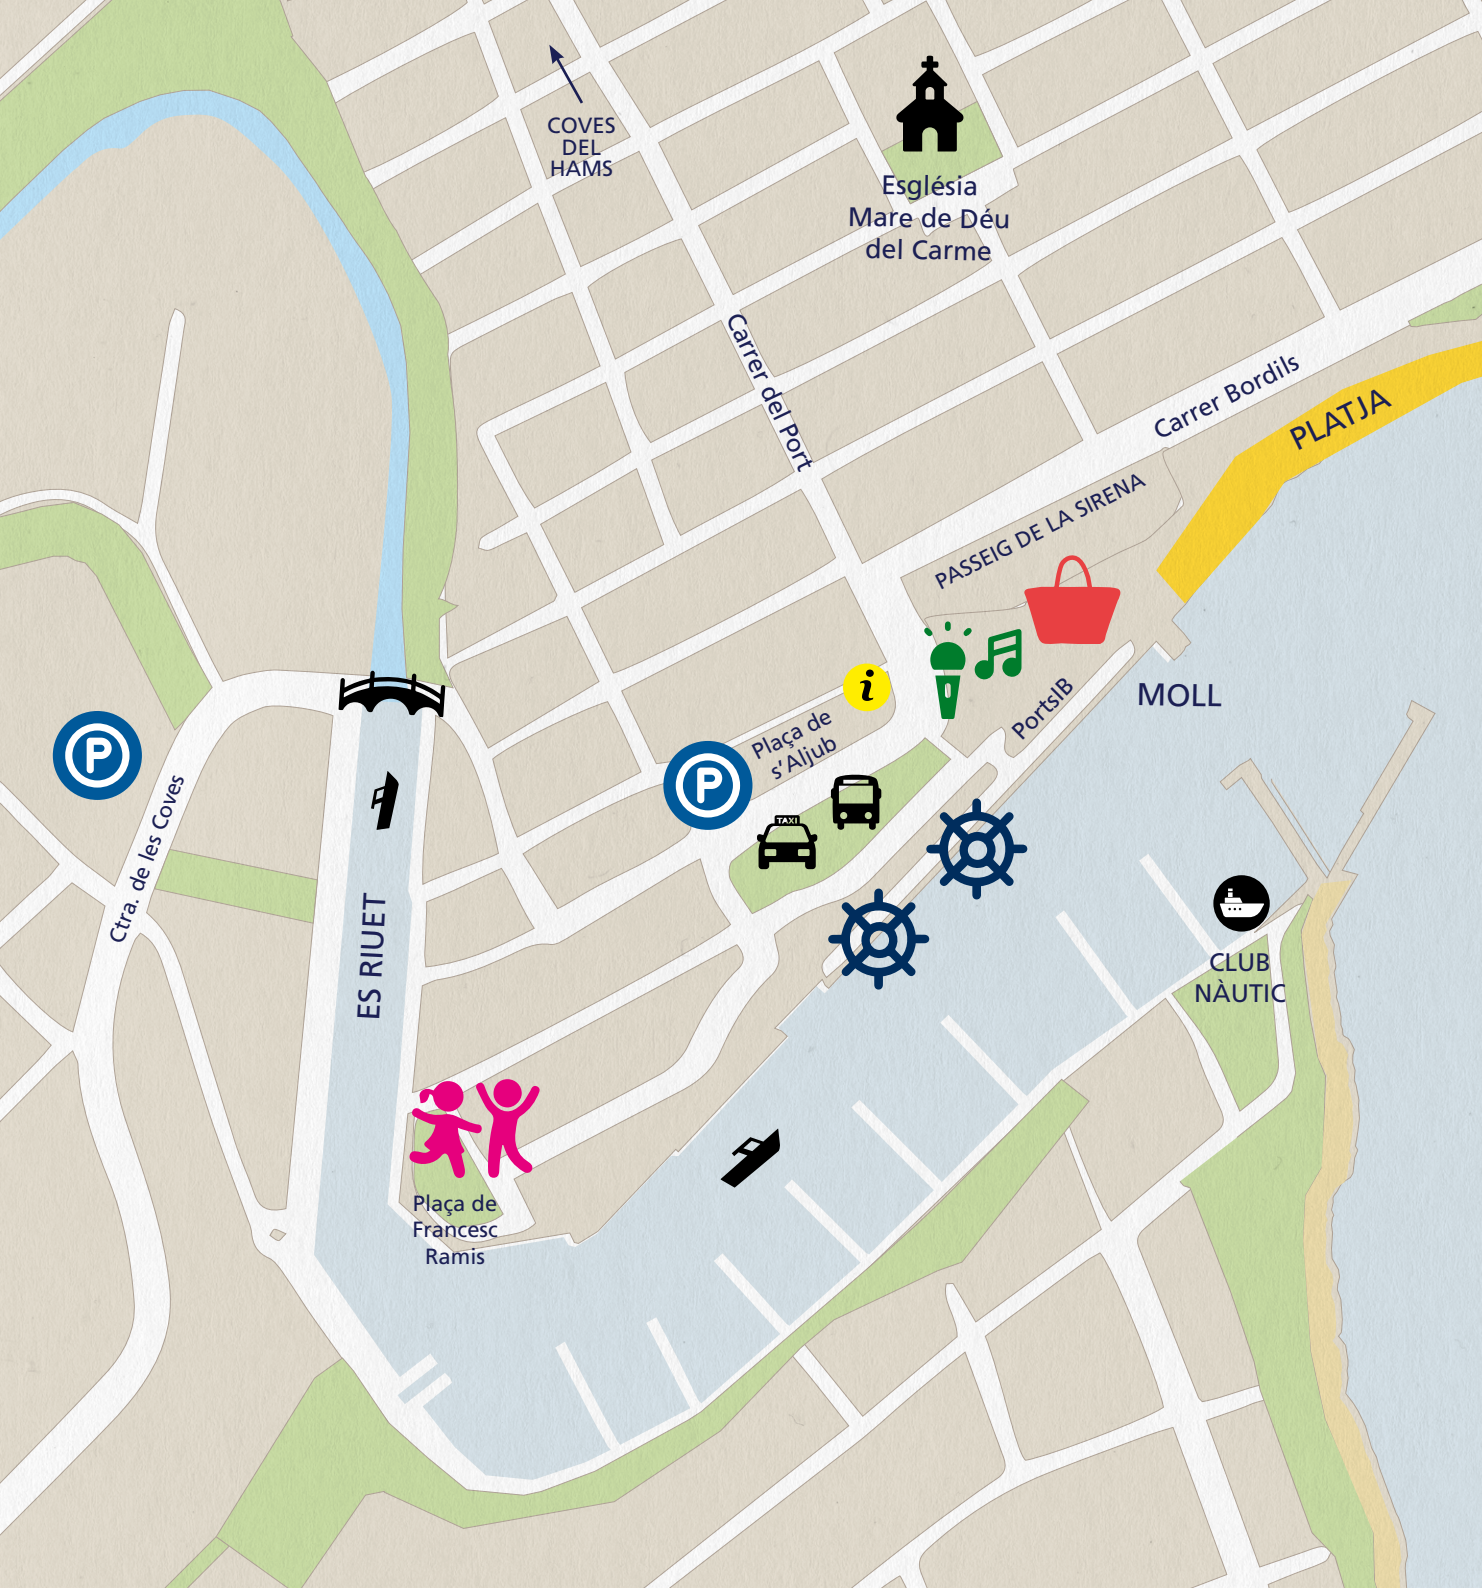 COVES
DEL
HAMS
Església
Mare de Déu
del Carme
Carrer del Port
Carrer Bordils
PLATJA
PASSEIG DE LA SIRENA
i
PortsIB
MOLL
Plaça de
s'Aljub
P
P
TAXI
Ctra. de les Coves
ES RIUET
CLUB
NÀUTIC
Plaça de
Francesc
Ramis